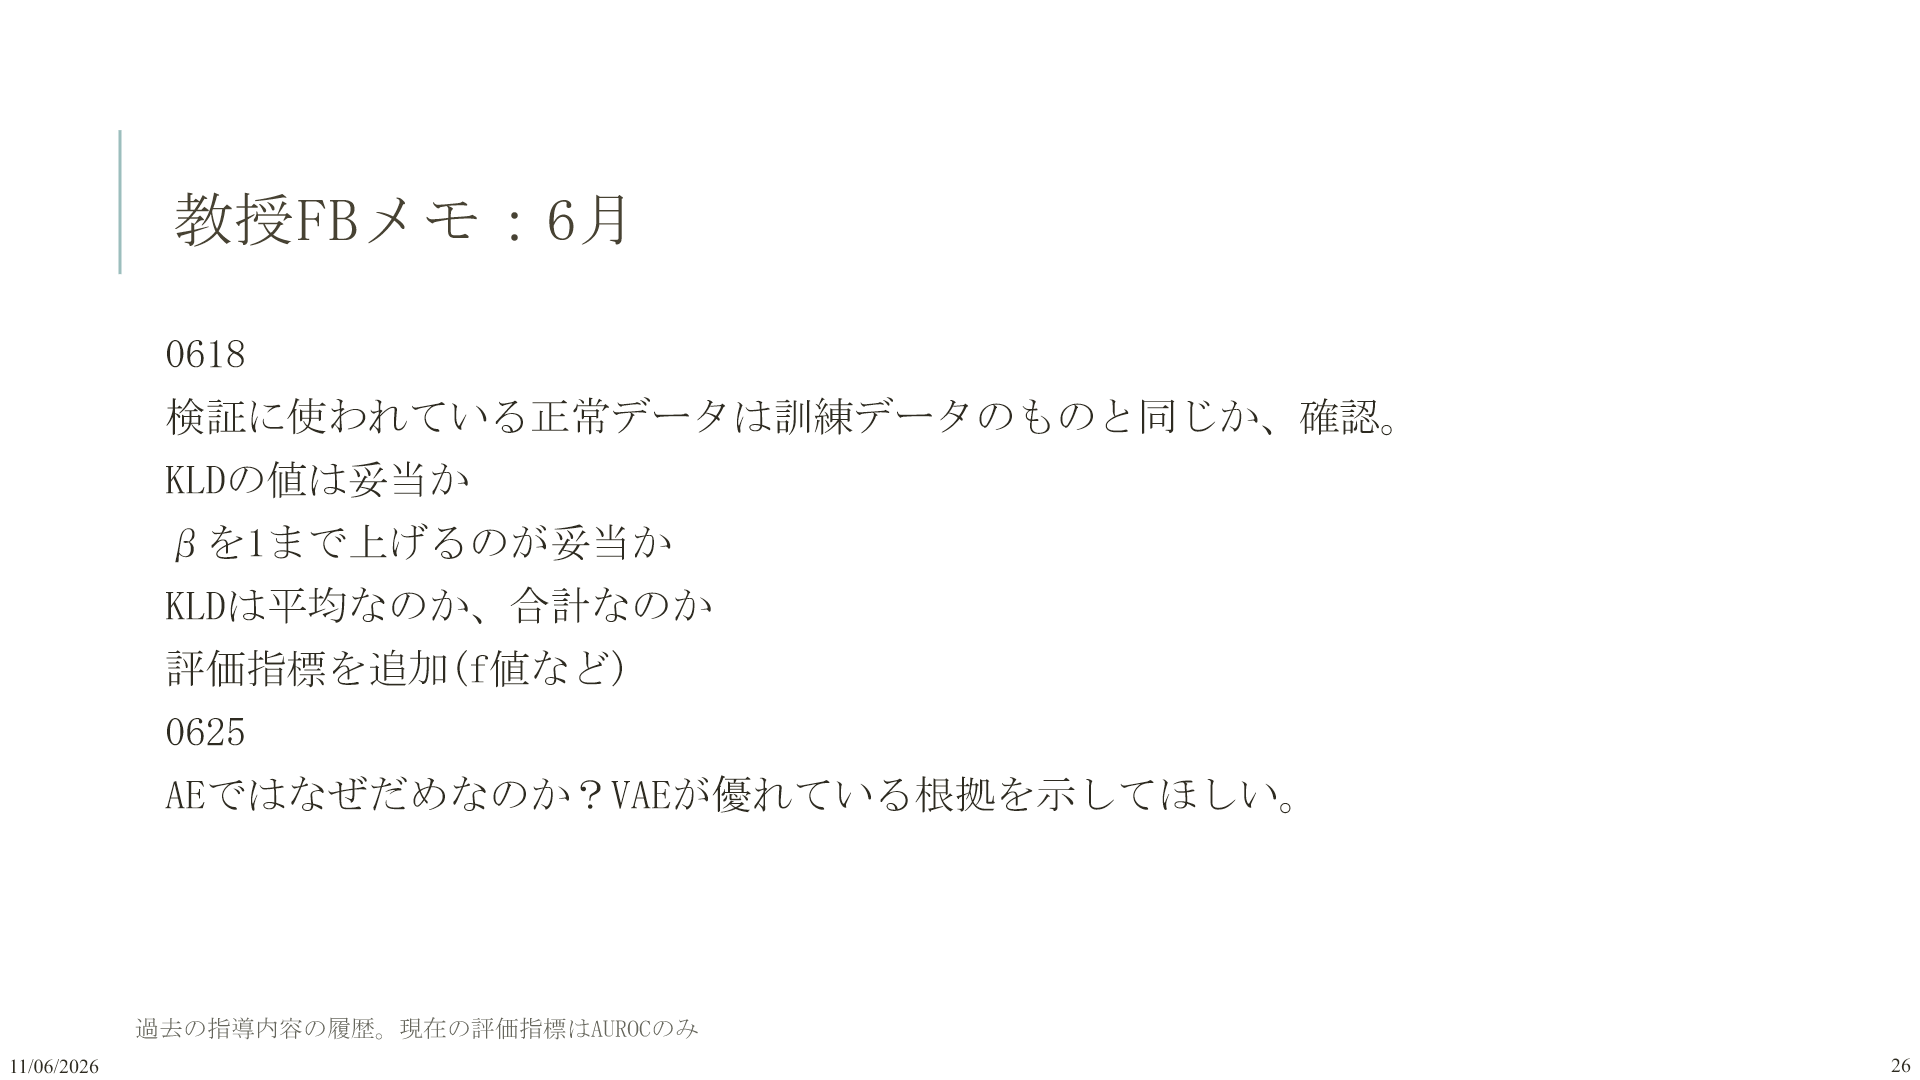 教授FBメモ：6月
0618
検証に使われている正常データは訓練データのものと同じか、確認。
KLDの値は妥当か
βを1まで上げるのが妥当か
KLDは平均なのか、合計なのか
評価指標を追加(f値など)
0625
AEではなぜだめなのか？VAEが優れている根拠を示してほしい。
過去の指導内容の履歴。現在の評価指標はAUROCのみ
11/06/2026
26